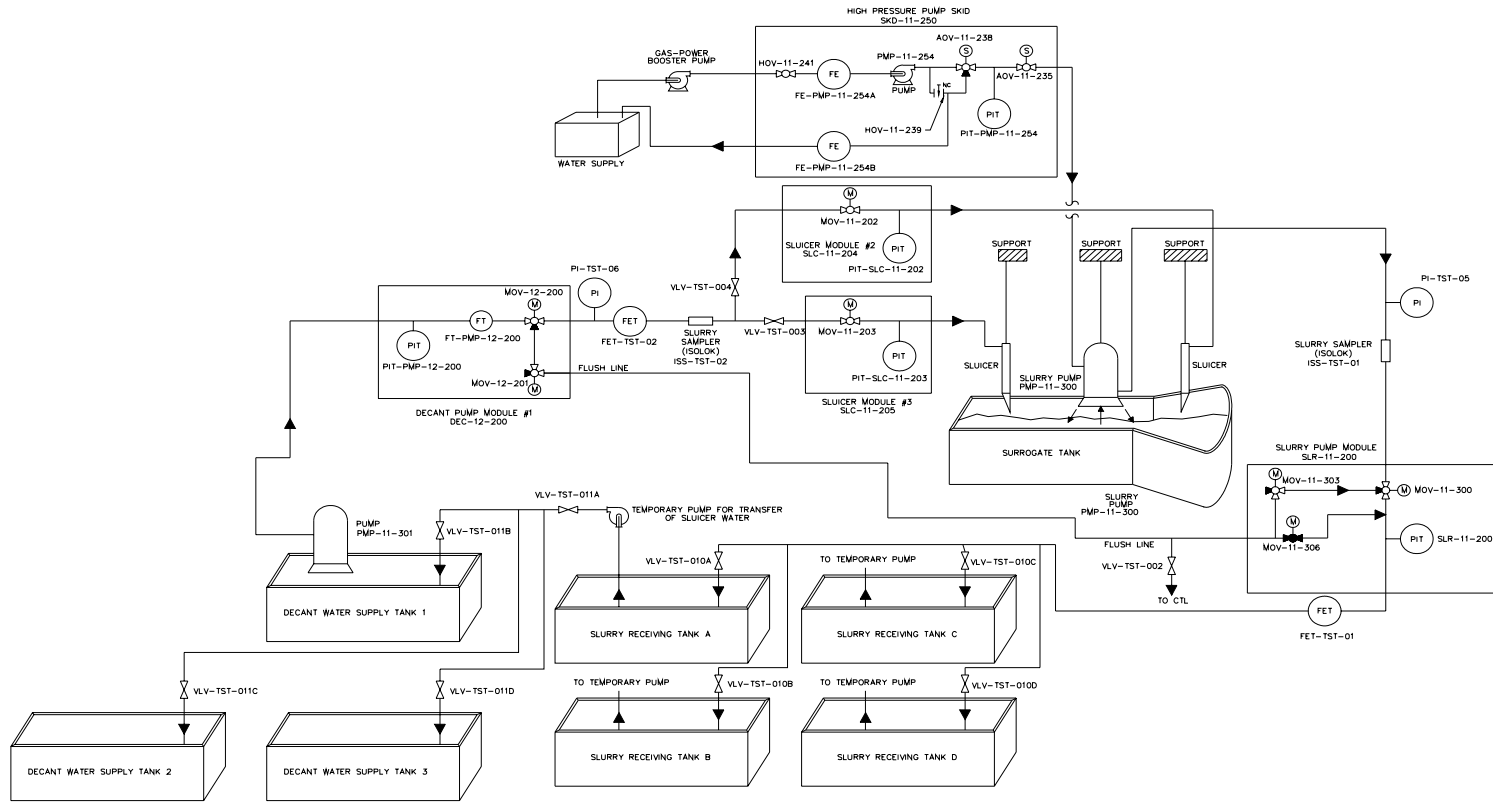 HIGH PRESSURE PUMP SKID
SKD-11-250
GAS-POWER
BOOSTER PUMP
HOV-11-241
FE
FE-PMP-11-254A
PMP-11-254
PUMP
AOV-11-238
S
S
AOV-11-235
NC
HOV-11-239
PIT
PIT-PMP-11-254
FE
FE-PMP-11-254B
WATER SUPPLY
M
MOV-11-202
SLUICER MODULE #2
SLC-11-204
PIT
PIT-SLC-11-202
SUPPORT
SUPPORT
SUPPORT
PI-TST-06
PI
VLV-TST-004
PI-TST-05
PI
MOV-12-200
M
FT
FT-PMP-12-200
PIT
PIT-PMP-12-200
MOV-12-201
M
FET
FET-TST-02
SLURRY
SAMPLER
(ISOLOK)
ISS-TST-02
VLV-TST-003
M
MOV-11-203
PIT
PIT-SLC-11-203
SLUICER MODULE #3
SLC-11-205
FLUSH LINE
DECANT PUMP MODULE #1
DEC-12-200
SLUICER
SLURRY PUMP
PMP-11-300
SLUICER
SLURRY SAMPLER
(ISOLOK)
ISS-TST-01
SURROGATE TANK
SLURRY PUMP MODULE
SLR-11-200
M
MOV-11-303
M
MOV-11-300
M
MOV-11-306
PIT
SLR-11-200
SLURRY
PUMP
PMP-11-300
FLUSH LINE
VLV-TST-002
TO CTL
FET
FET-TST-01
PUMP
PMP-11-301
VLV-TST-011A
VLV-TST-011B
TEMPORARY PUMP FOR TRANSFER
OF SLUICER WATER
VLV-TST-010A
TO TEMPORARY PUMP
VLV-TST-010C
DECANT WATER SUPPLY TANK 1
SLURRY RECEIVING TANK A
SLURRY RECEIVING TANK C
VLV-TST-011C
VLV-TST-011D
TO TEMPORARY PUMP
VLV-TST-010B
TO TEMPORARY PUMP
VLV-TST-010D
DECANT WATER SUPPLY TANK 2
DECANT WATER SUPPLY TANK 3
SLURRY RECEIVING TANK B
SLURRY RECEIVING TANK D